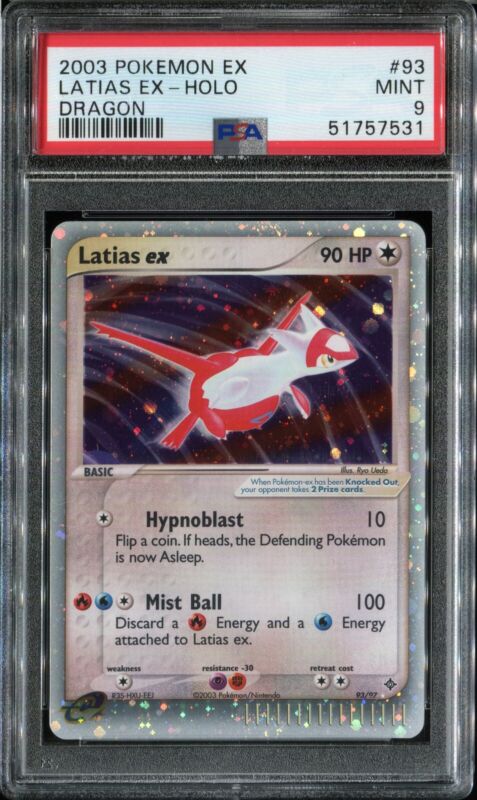 2003 POKEMON EX #93
LATIAS EX – HOLO MINT
DRAGON 9
PSA 51757531
Latias ex 90 HP
BASIC
Illus. Ryo Ueda
When Pokémon-ex has been Knocked Out,
your opponent takes 2 Prize cards.
Hypnoblast 10
Flip a coin. If heads, the Defending Pokémon
is now Asleep.
Mist Ball 100
Discard a Energy and a Energy
attached to Latias ex.
weakness resistance -30 retreat cost
R35-HXU-EEJ ©2003 Pokémon/Nintendo 93/97
e